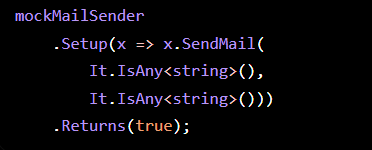 mockMailSender
    .Setup(x => x.SendMail(
        It.IsAny<string>(),
        It.IsAny<string>()))
    .Returns(true);